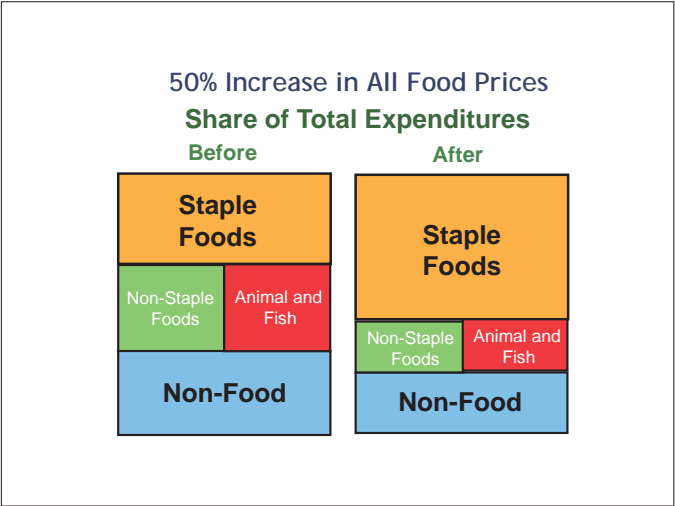 50% Increase in All Food Prices
Share of Total Expenditures
Before
After
Staple
Foods
Non-Staple
Foods
Animal and
Fish
Non-Food
Staple
Foods
Non-Staple
Foods
Animal and
Fish
Non-Food